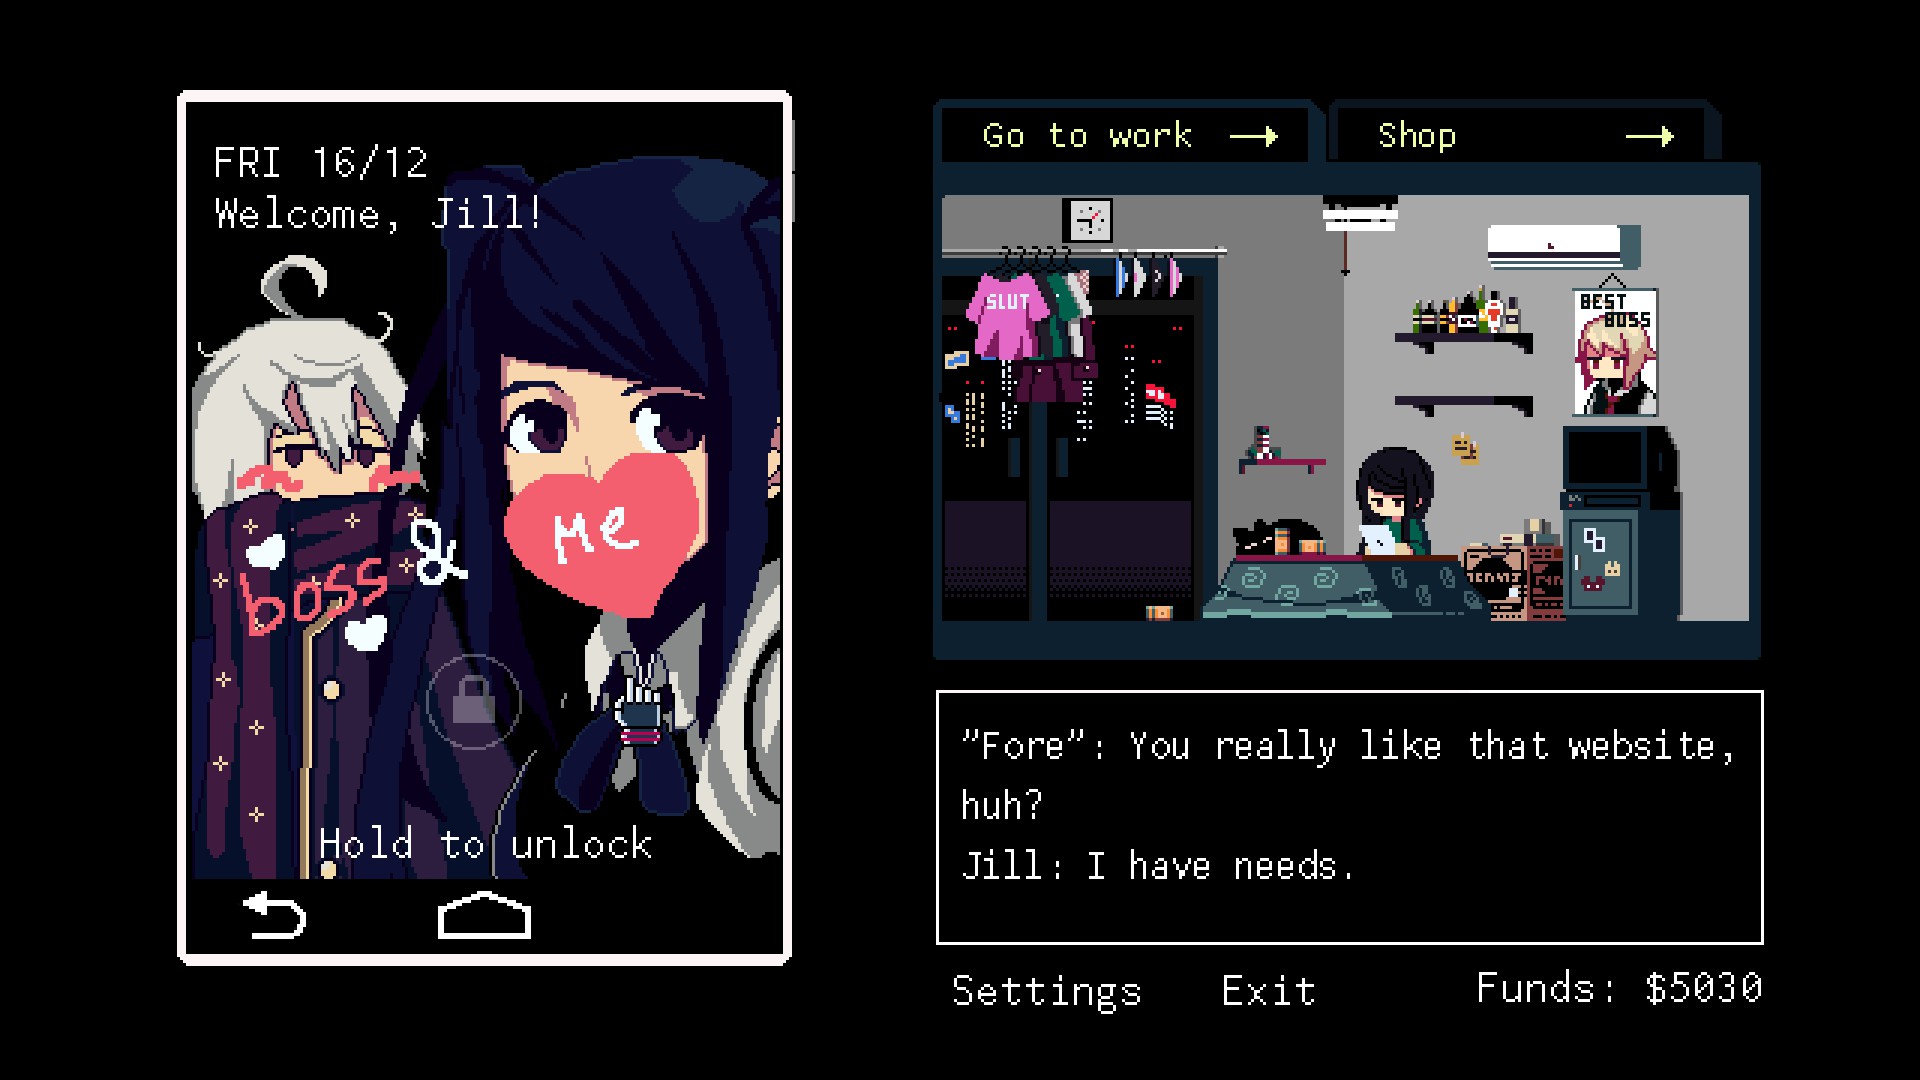 FRI 16/12
Welcome, Jill!
boss
&
Me
Hold to unlock
Go to work
Shop
SLUT
BEST
BOSS
"Fore": You really like that website,
huh?
Jill: I have needs.
Settings
Exit
Funds: $5030